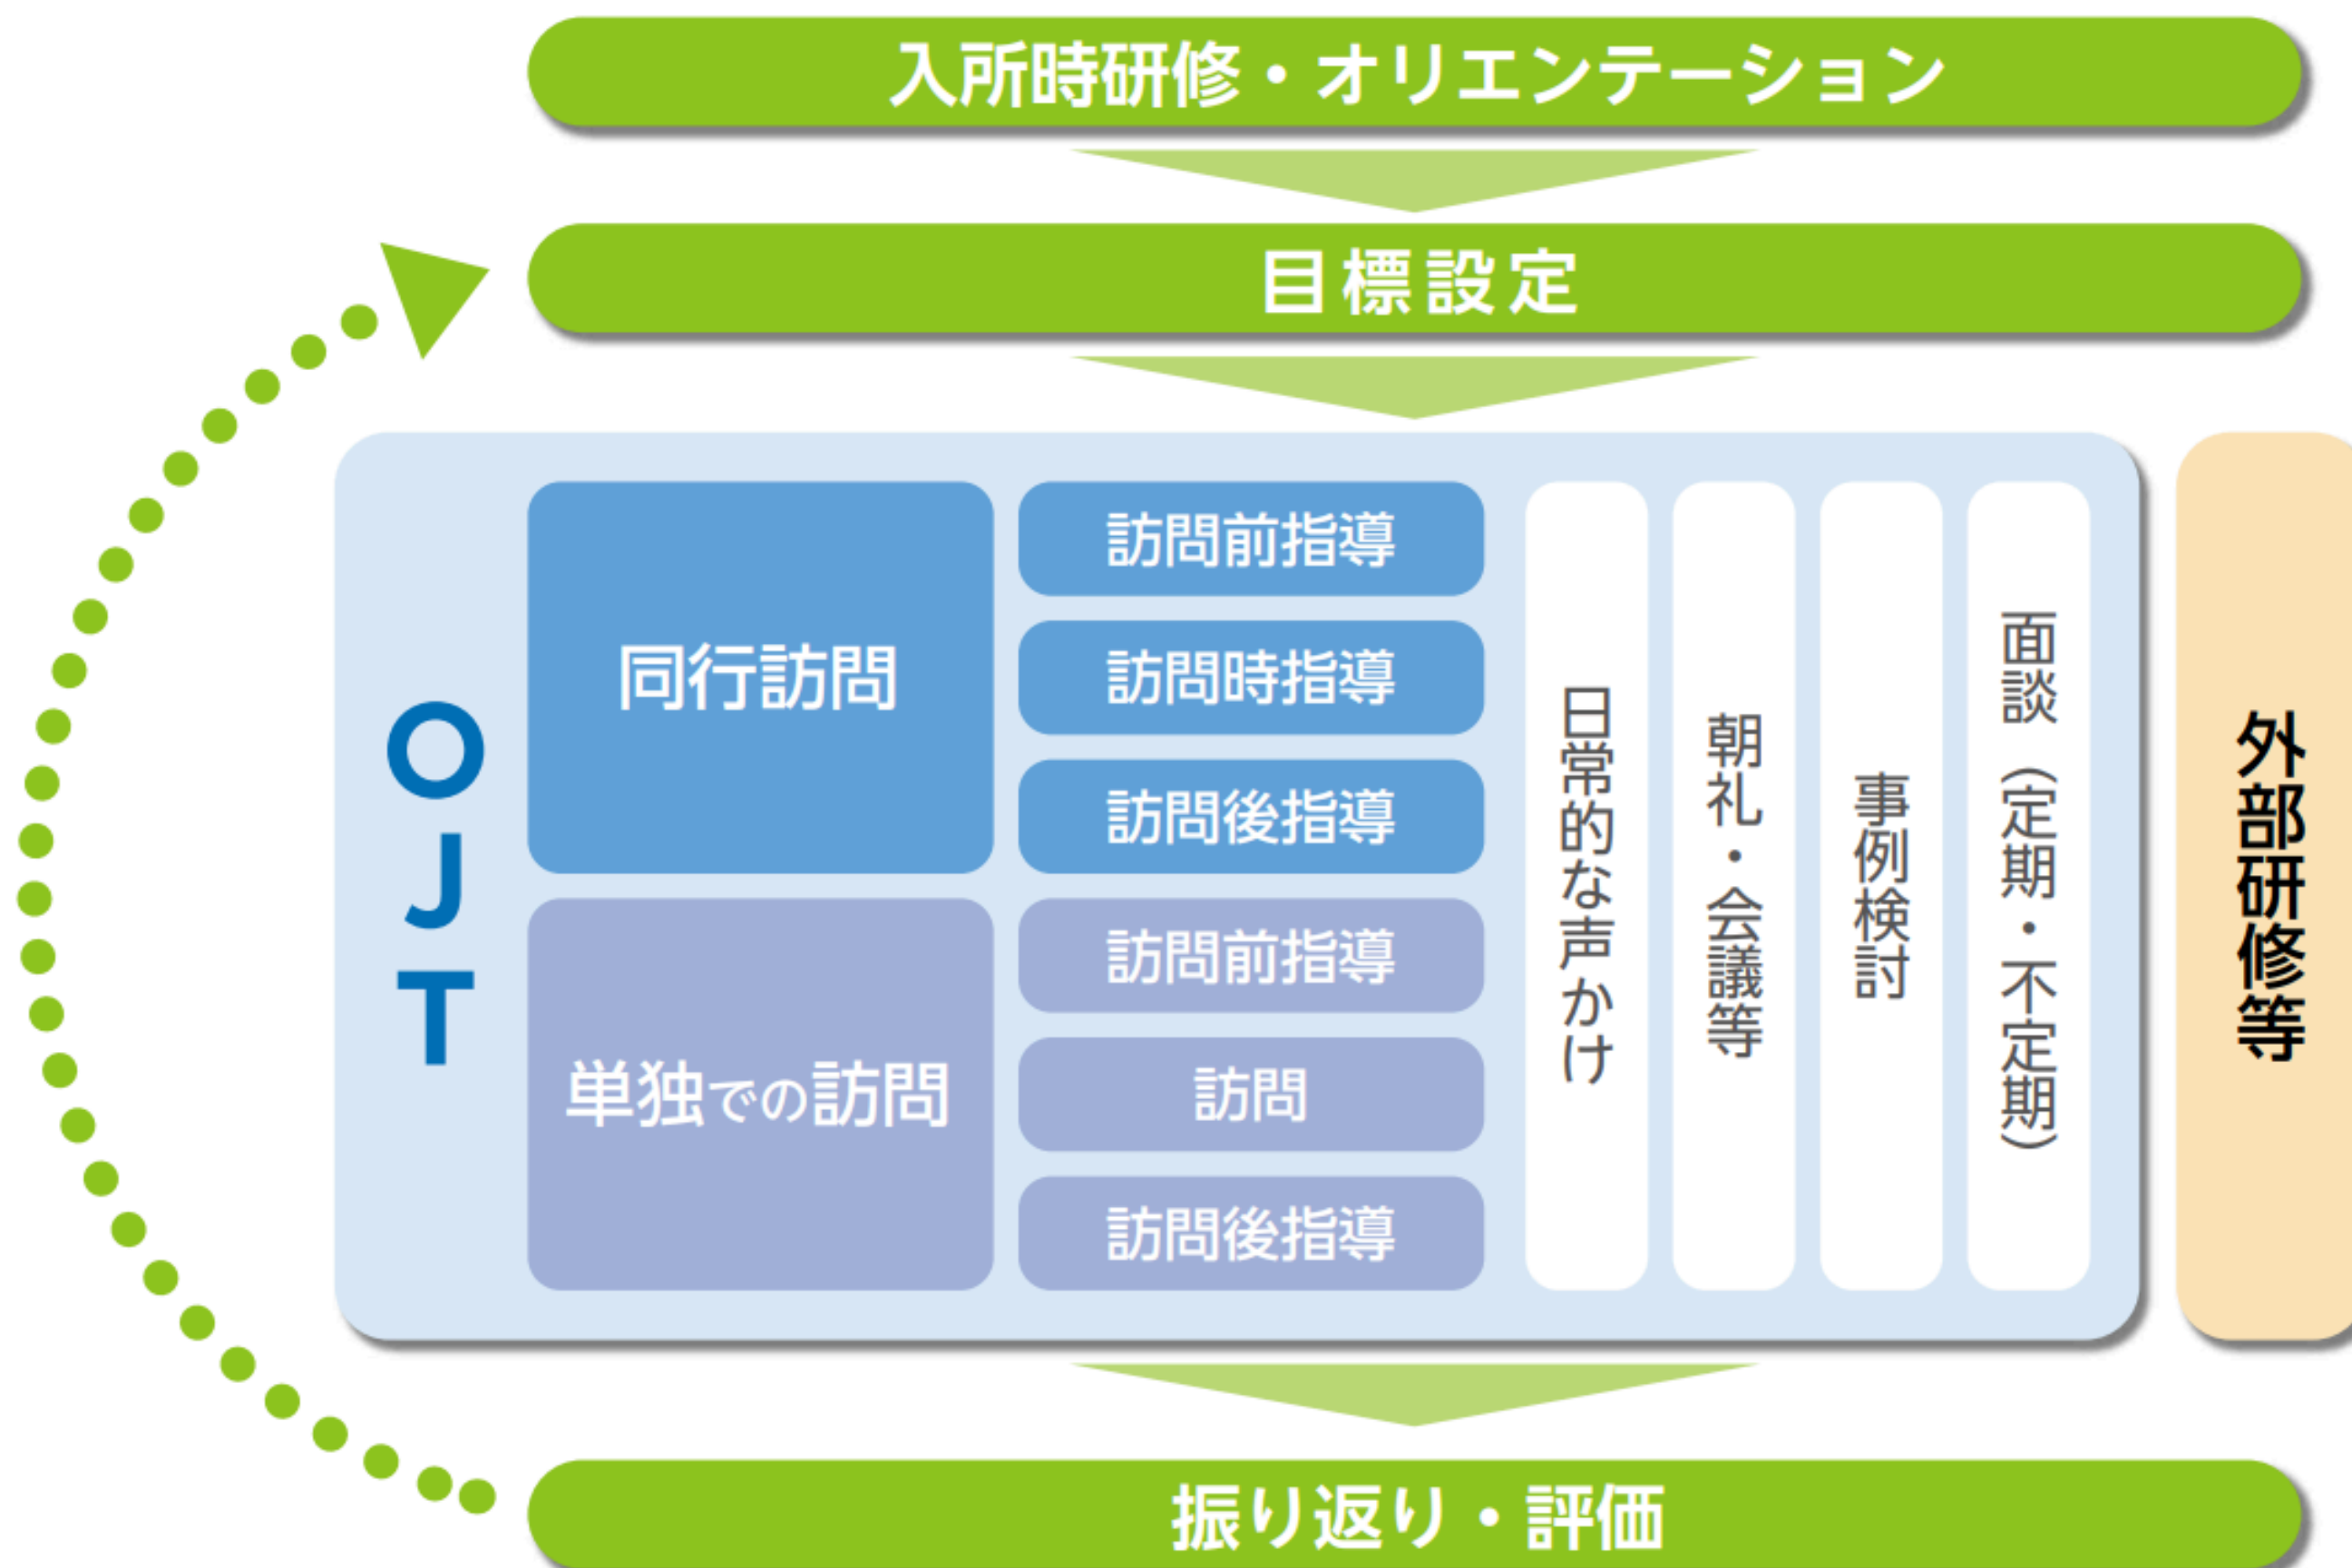 入所時研修・オリエンテーション
目標設定
OJT
同行訪問
訪問前指導
訪問時指導
訪問後指導
単独での訪問
訪問前指導
訪問
訪問後指導
日常的な声かけ
朝礼・会議等
事例検討
面談（定期・不定期）
外部研修等
振り返り・評価